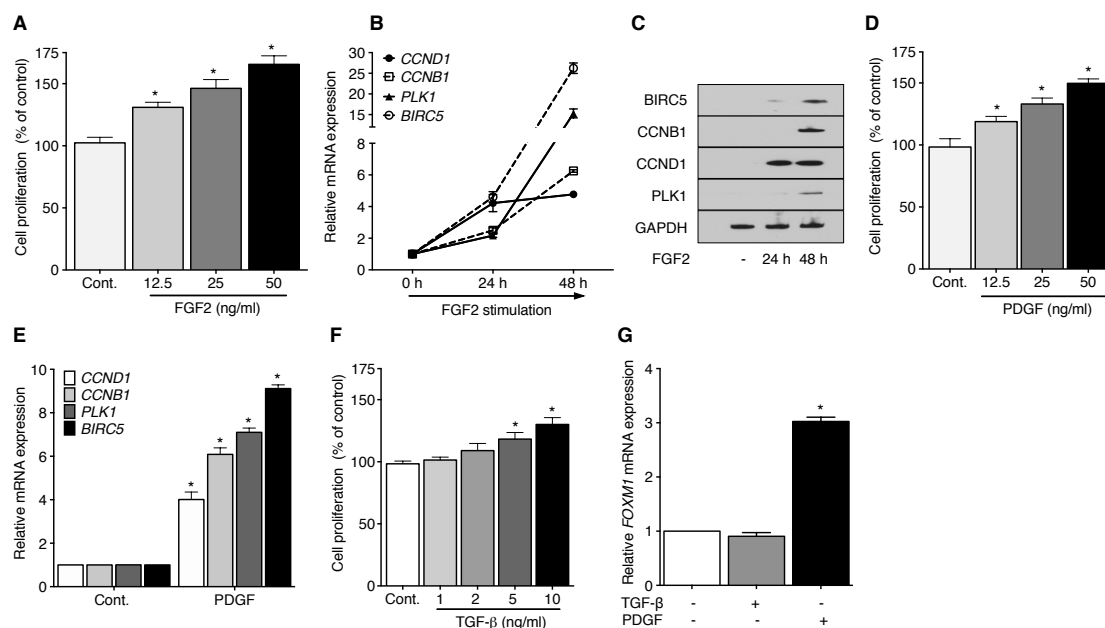 A
Cell proliferation (% of control)
175
150
125
100
75
50
25
0
*
*
*
Cont.
12.5
25
50
FGF2 (ng/ml)
B
Relative mRNA expression
30
25
20
15
10
8
6
4
2
0
CCND1
CCNB1
PLK1
BIRC5
0 h
24 h
48 h
FGF2 stimulation
C
BIRC5
CCNB1
CCND1
PLK1
GAPDH
FGF2 - 24 h 48 h
D
Cell proliferation (% of control)
175
150
125
100
75
50
25
0
*
*
*
Cont.
12.5
25
50
PDGF (ng/ml)
E
Relative mRNA expression
10
8
6
4
2
0
CCND1
CCNB1
PLK1
BIRC5
*
*
*
*
Cont.
PDGF
F
Cell proliferation (% of control)
175
150
125
100
75
50
25
0
*
*
Cont.
1
2
5
10
TGF-β (ng/ml)
G
Relative FOXM1 mRNA expression
4
3
2
1
0
*
TGF-β - + -
PDGF - - +